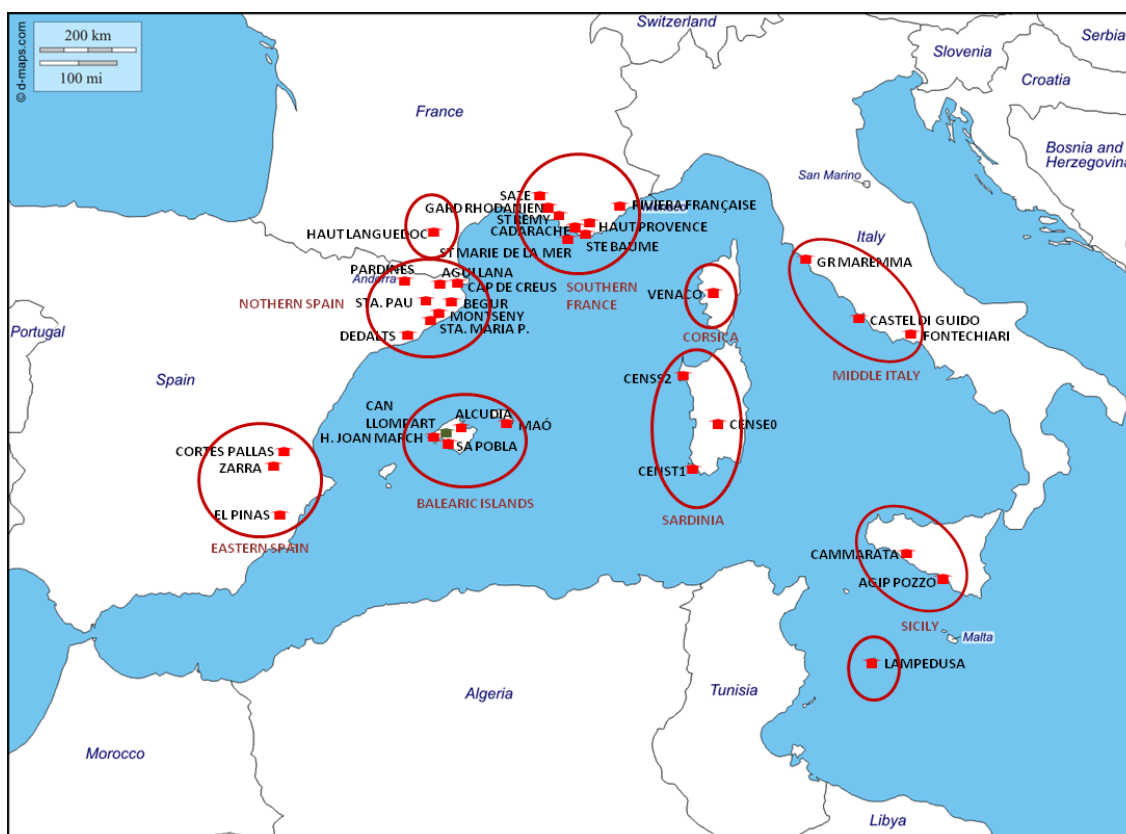 Switzerland
200 km
100 mi
© d-maps.com
Slovenia
Serbia
Croatia
France
Bosnia and
Herzegovina
San Marino
SAZE
GARD RHODANIEN
RIVIERA FRANÇAISE
ST REMY
HAUT PROVENCE
CADARACHE
HAUT LANGUEDOC
STE BAUME
Italy
ST MARIE DE LA MER
GR MAREMMA
PARDINES
AGULLANA
Andorra
CAP DE CREUS
SOUTHERN
FRANCE
VENACO
NOTHERN SPAIN
STA. PAU
BEGUR
MONTSENY
STA. MARIA P.
CASTEL DI GUIDO
Portugal
DEDALTS
CORSICA
FONTECHIARI
MIDDLE ITALY
Spain
CENSS2
CAN
LLOMPART
ALCUDIA
MAÓ
CENSE0
H. JOAN MARCH
SA POBLA
CORTES PALLAS
ZARRA
CENST1
BALEARIC ISLANDS
SARDINIA
EL PINAS
EASTERN SPAIN
CAMMARATA
AGIP POZZO
SICILY
Malta
LAMPEDUSA
Algeria
Tunisia
Morocco
Libya